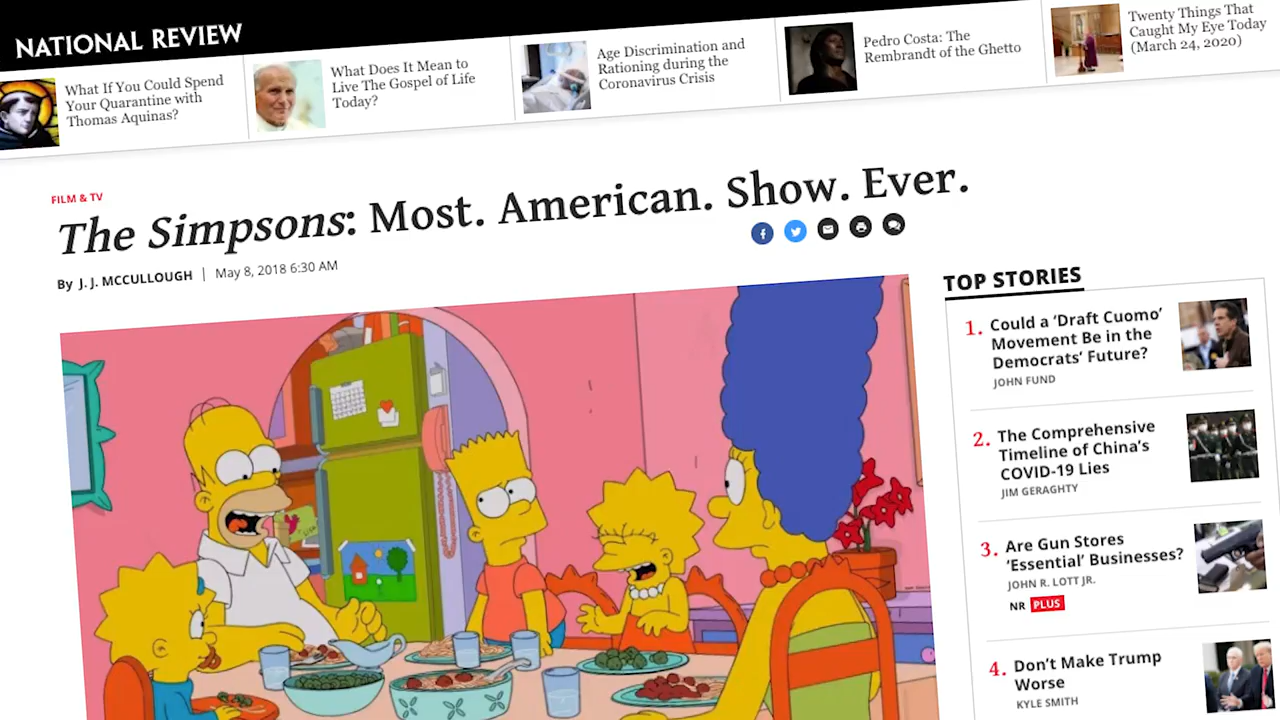 NATIONAL REVIEW
What If You Could Spend
Your Quarantine with
Thomas Aquinas?
What Does It Mean to
Live The Gospel of Life
Today?
Age Discrimination and
Rationing during the
Coronavirus Crisis
Pedro Costa: The
Rembrandt of the Ghetto
Twenty Things That
Caught My Eye Today
(March 24, 2020)
FILM & TV
The Simpsons: Most. American. Show. Ever.
By J. J. MCCULLOUGH | May 8, 2018 6:30 AM
TOP STORIES
1. Could a ‘Draft Cuomo’
Movement Be in the
Democrats’ Future?
JOHN FUND
2. The Comprehensive
Timeline of China’s
COVID-19 Lies
JIM GERAGHTY
3. Are Gun Stores
‘Essential’ Businesses?
JOHN R. LOTT JR.
NR PLUS
4. Don’t Make Trump
Worse
KYLE SMITH